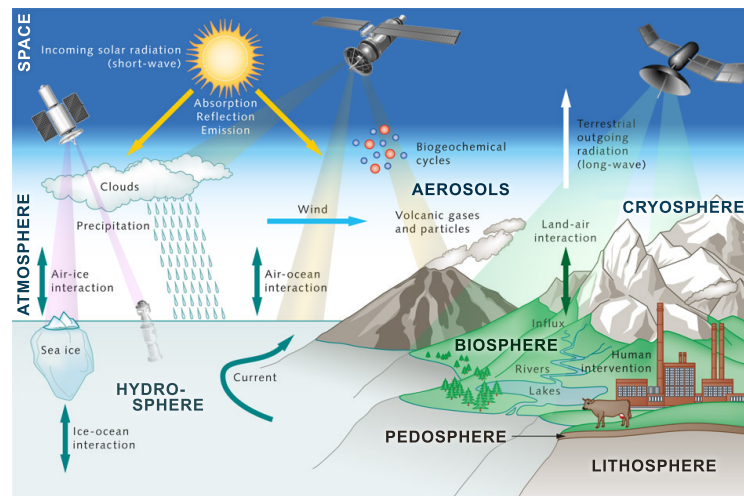 SPACE
Incoming solar radiation
(short-wave)
Absorption
Reflection
Emission
Biogeochemical
cycles
Terrestrial
outgoing
radiation
(long-wave)
AEROSOLS
CRYOSPHERE
Clouds
Precipitation
Wind
Volcanic gases
and particles
Land-air
interaction
ATMOSPHERE
Air-ice
interaction
Air-ocean
interaction
Sea ice
HYDRO-
SPHERE
Current
Influx
BIOSPHERE
Rivers
Lakes
Human
intervention
Ice-ocean
interaction
PEDOSPHERE
LITHOSPHERE